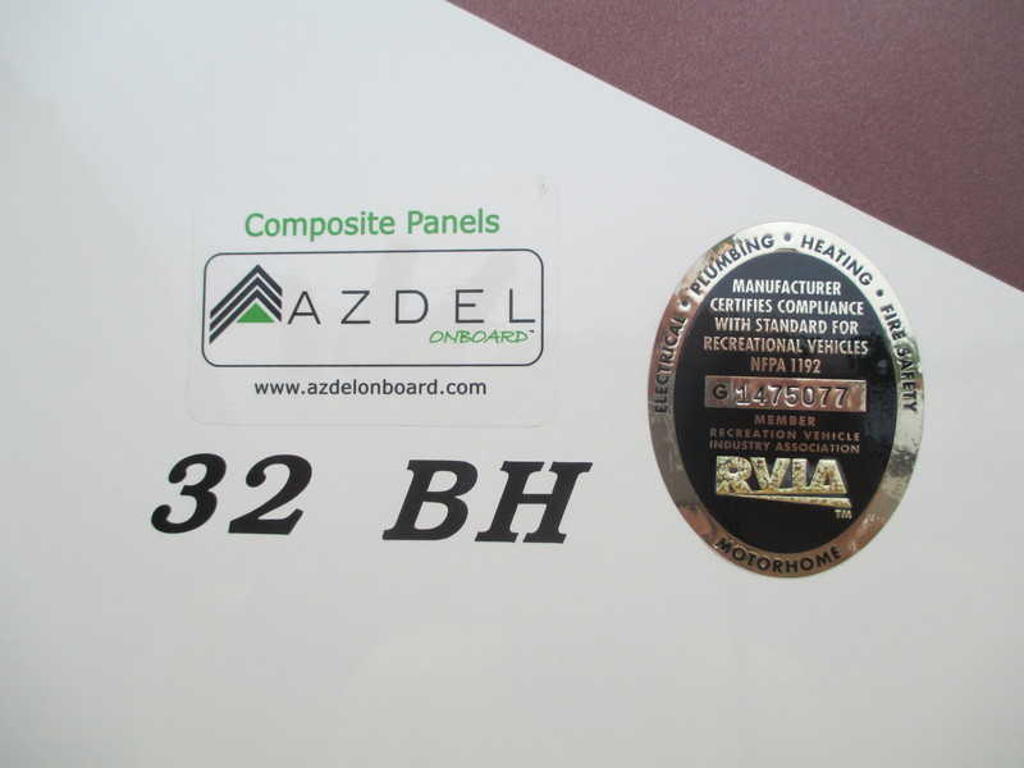 Composite Panels
AZDEL
ONBOARD™
www.azdelonboard.com
32 BH
ELECTRICAL • PLUMBING • HEATING • FIRE SAFETY
MANUFACTURER
CERTIFIES COMPLIANCE
WITH STANDARD FOR
RECREATIONAL VEHICLES
NFPA 1192
G 1475077
MEMBER
RECREATION VEHICLE
INDUSTRY ASSOCIATION
RVIA
TM
MOTORHOME